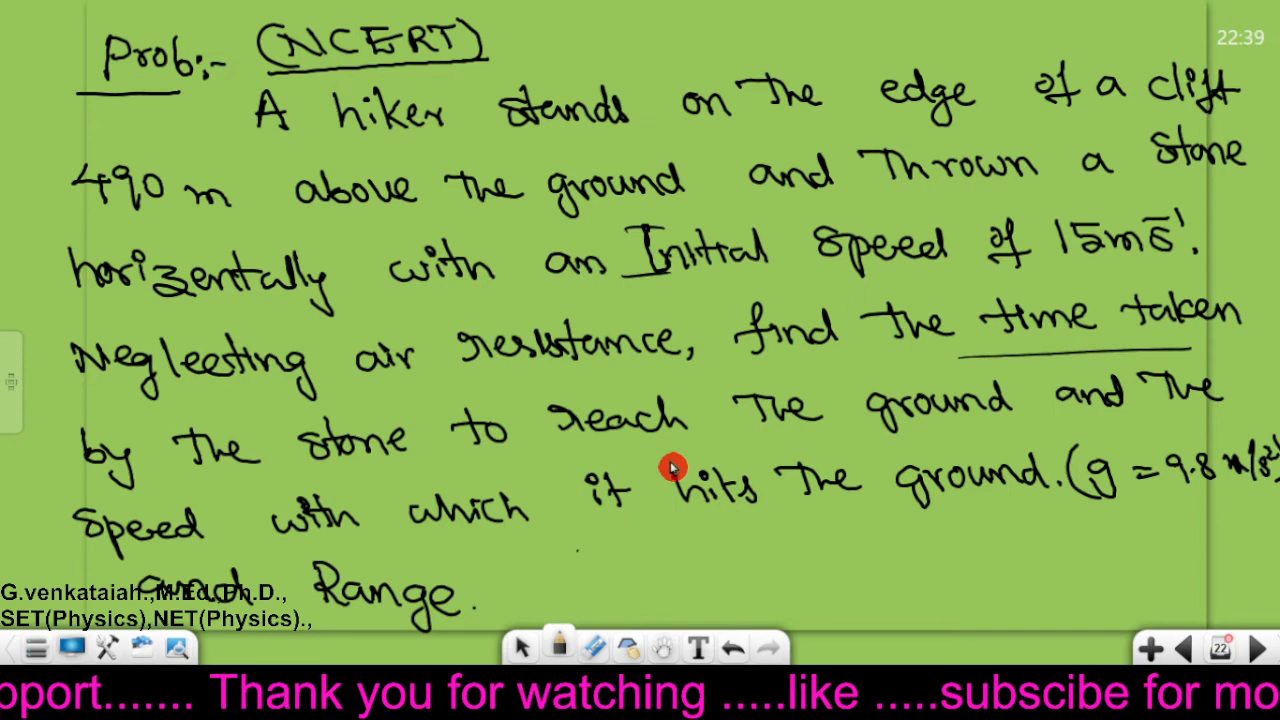 Prob:- (NCERT)
22:39
A hiker stands on the edge of a cliff
490 m above the ground and thrown a stone
horizontally with an Initial speed of 15ms⁻¹.
Neglecting air resistance, find the time taken
by the stone to reach the ground and the
speed with which it hits the ground. (g = 9.8 m/s²)
and Range.
G.venkataiah.,M.Ed.,Ph.D.,
SET(Physics),NET(Physics).,
T
22
pport....... Thank you for watching .....like .....subscibe for mo